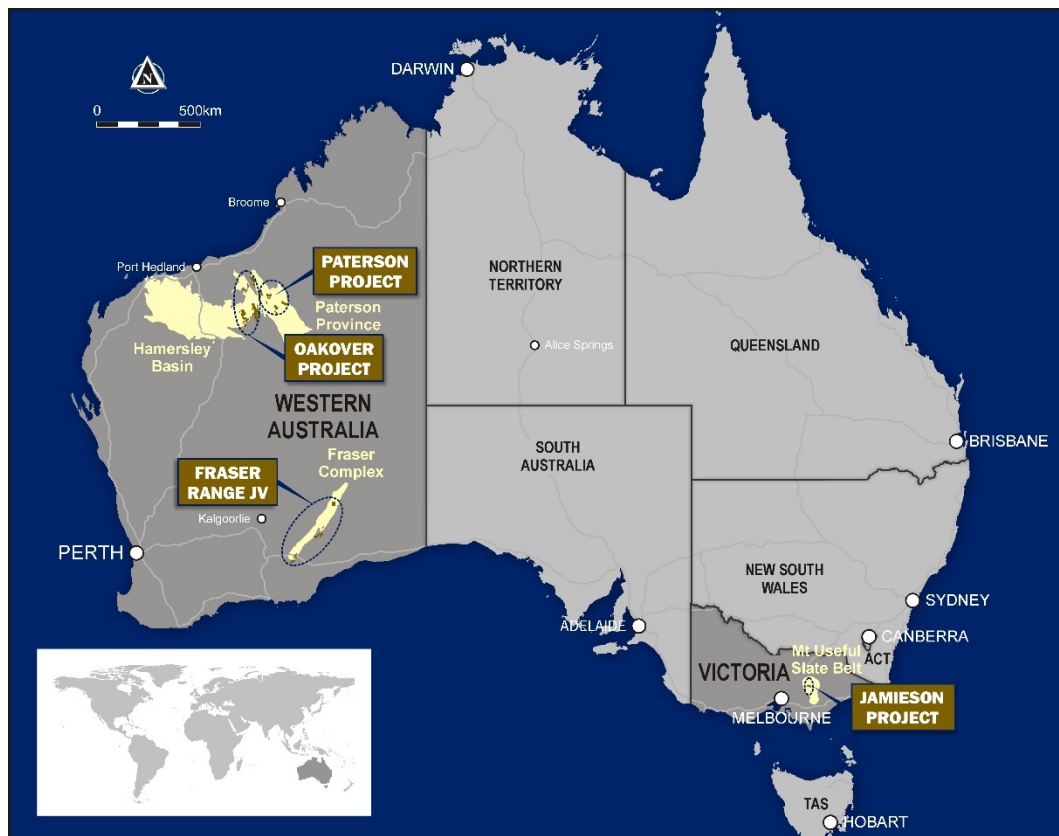 DARWIN
N
0 500km
Broome
Port Hedland
PATERSON
PROJECT
NORTHERN
TERRITORY
Paterson
Province
Hamersley
Basin
OAKOVER
PROJECT
Alice Springs
QUEENSLAND
WESTERN
AUSTRALIA
SOUTH
AUSTRALIA
BRISBANE
Fraser
Complex
FRASER
RANGE JV
Kalgoorlie
PERTH
NEW SOUTH
WALES
SYDNEY
ADELAIDE
CANBERRA
ACT
Mt Useful
Slate Belt
VICTORIA
JAMIESON
PROJECT
MELBOURNE
TAS
HOBART